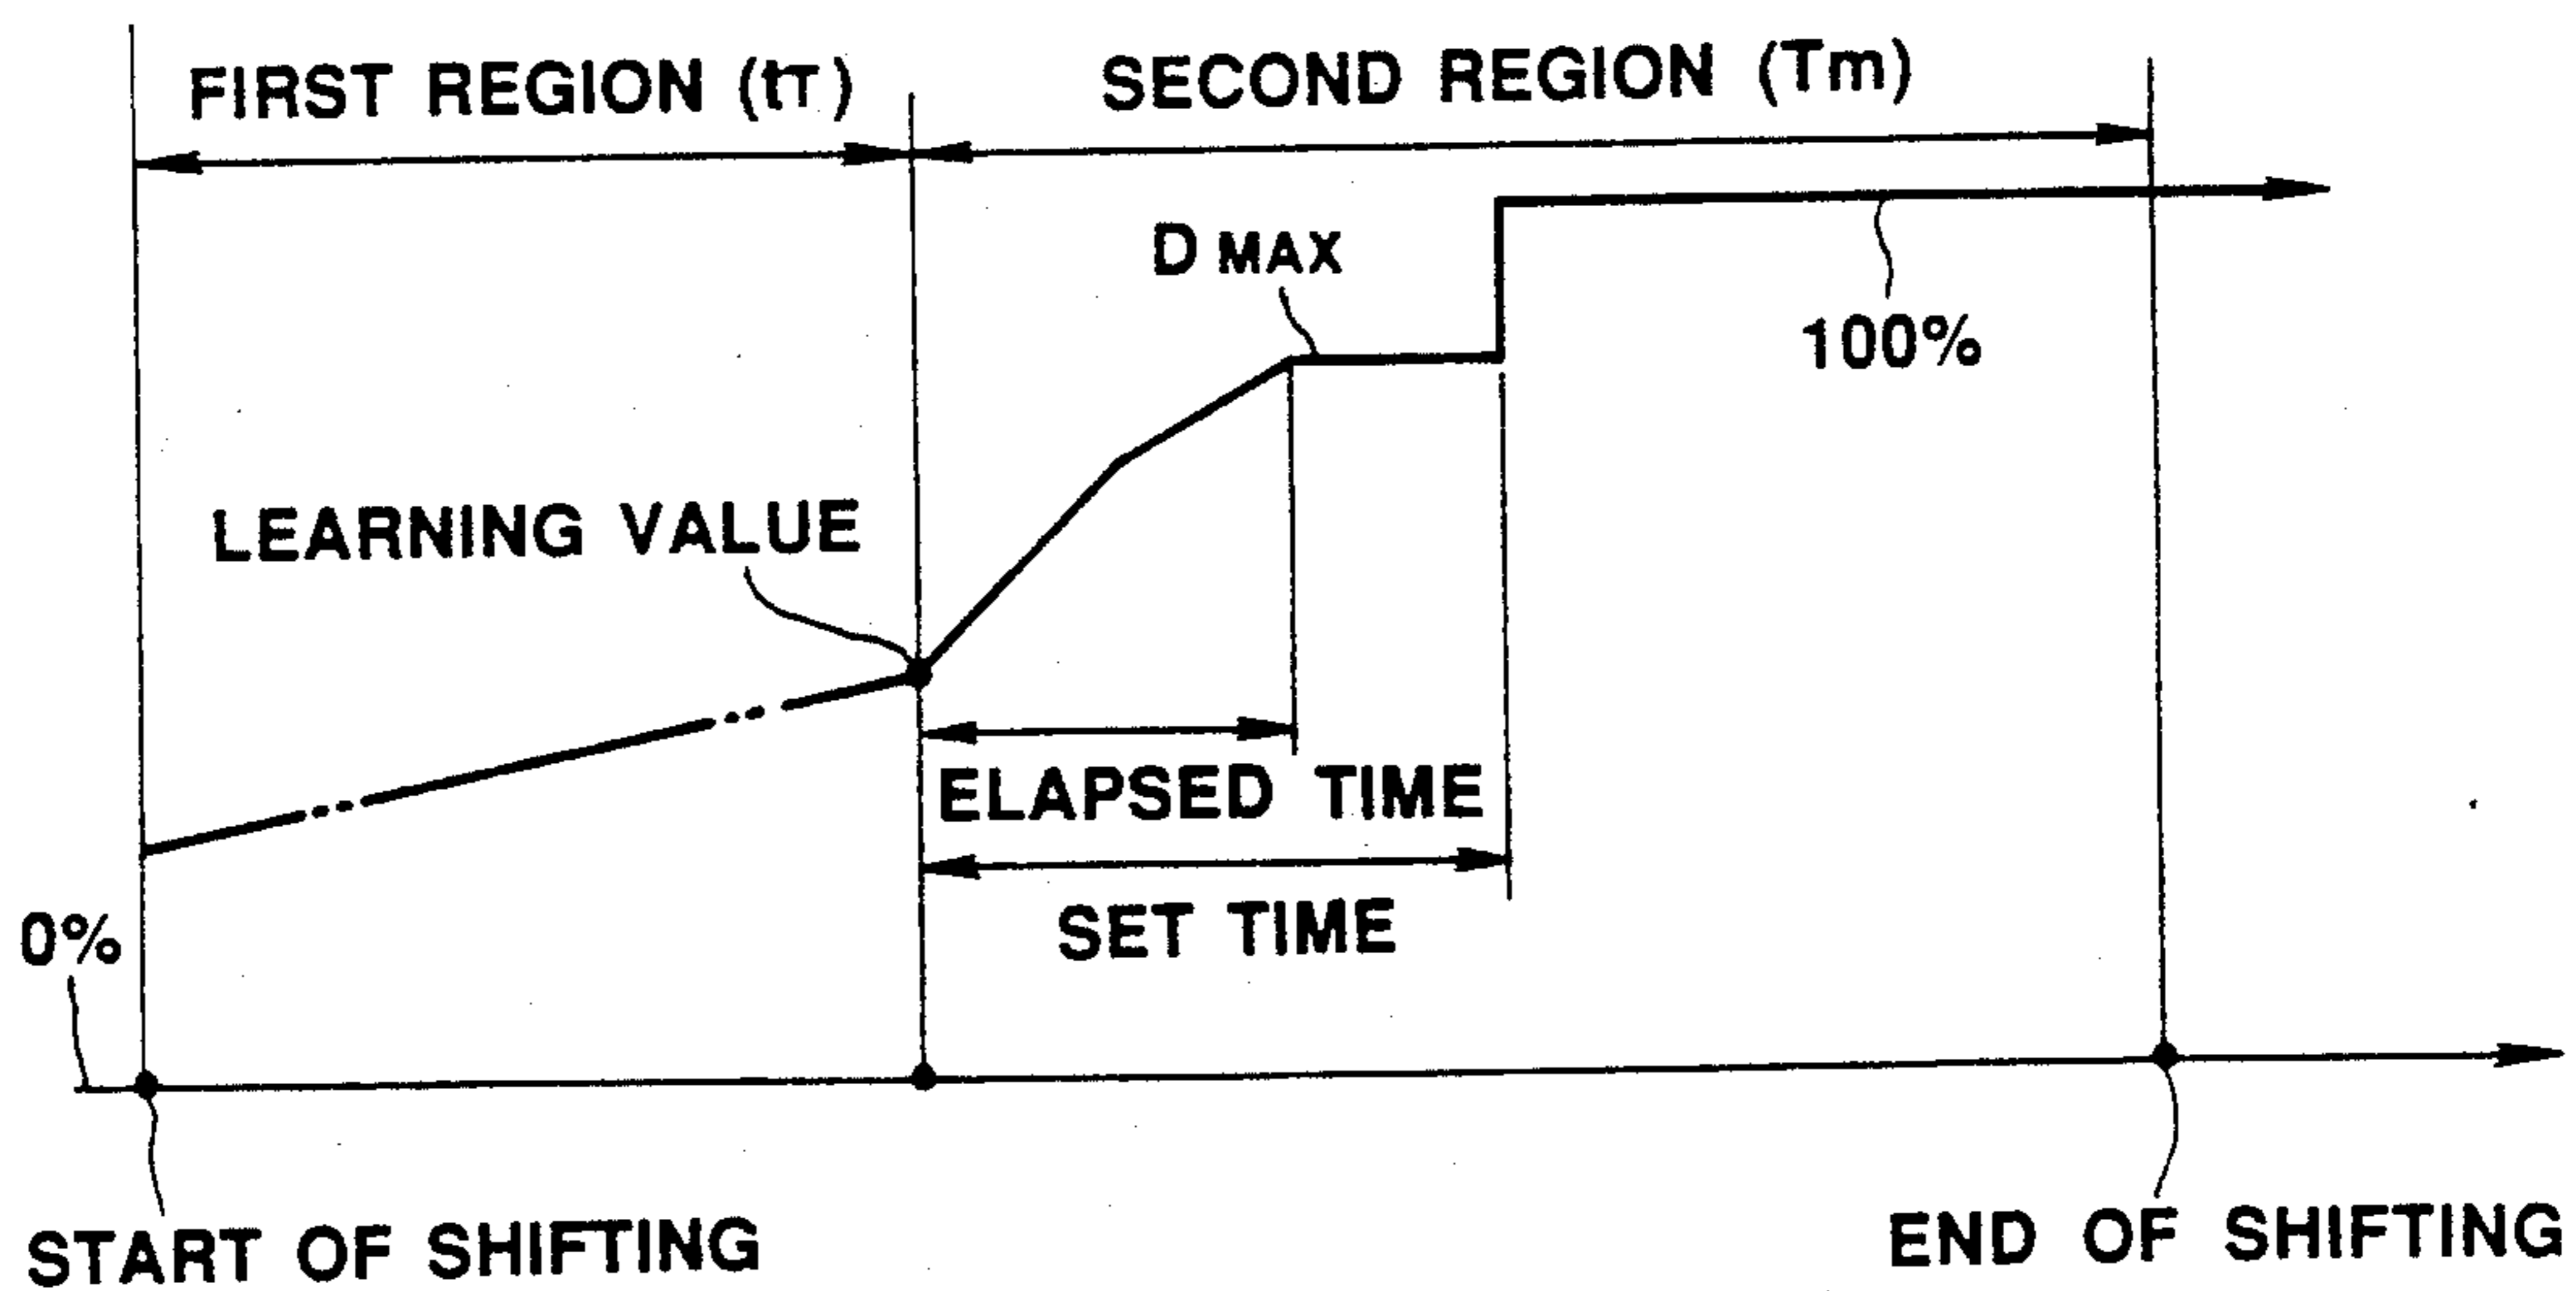 FIRST REGION (tT)
SECOND REGION (Tm)
D MAX
100%
LEARNING VALUE
ELAPSED TIME
SET TIME
0%
START OF SHIFTING
END OF SHIFTING